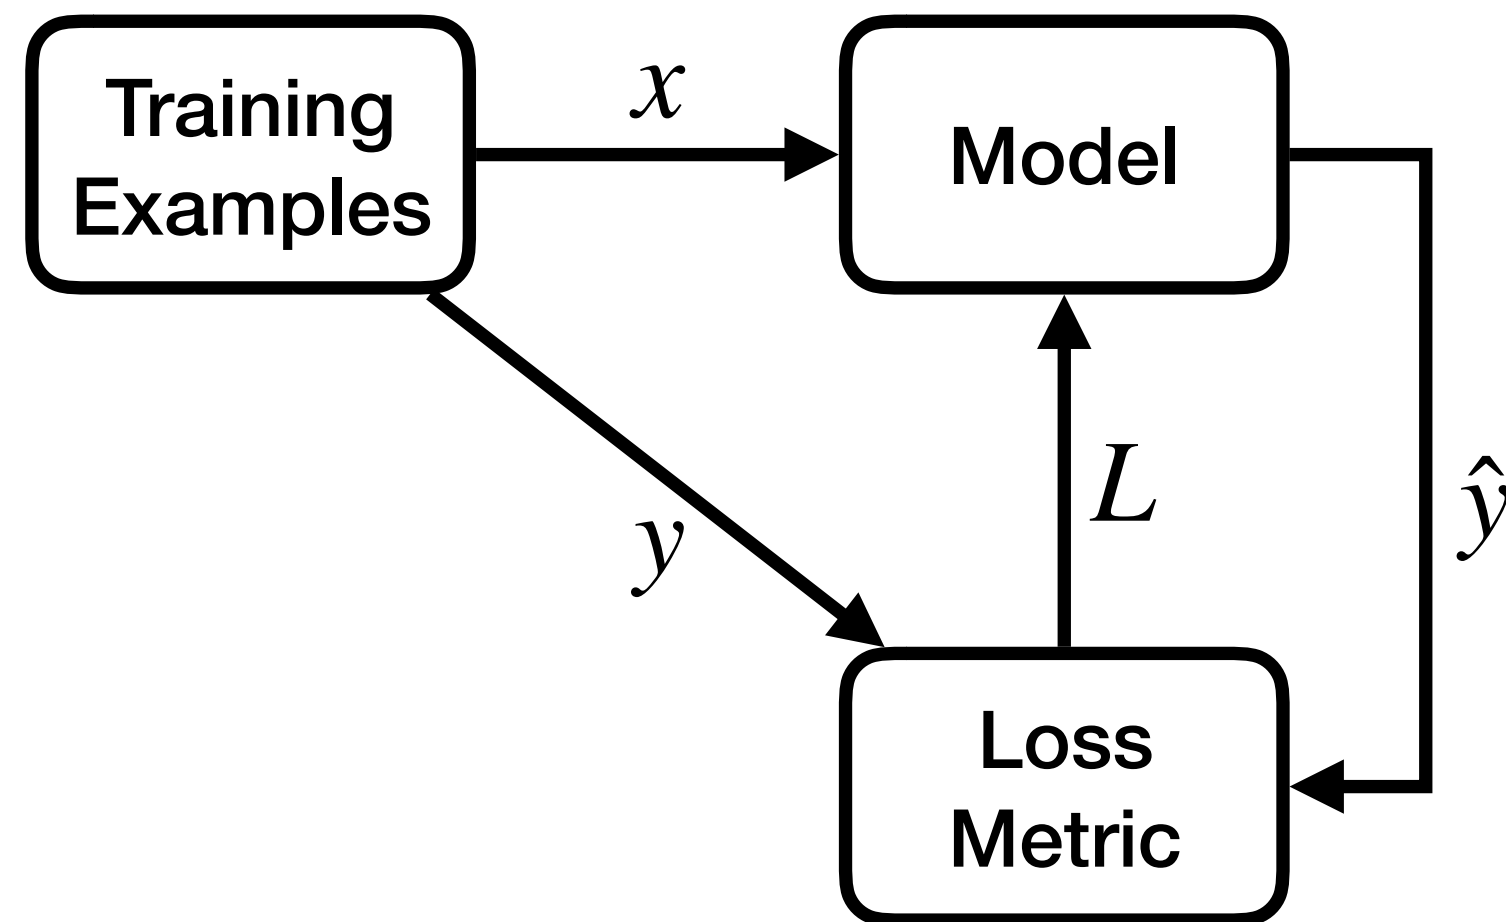 Training
Examples
x
Model
y
L
ŷ
Loss
Metric